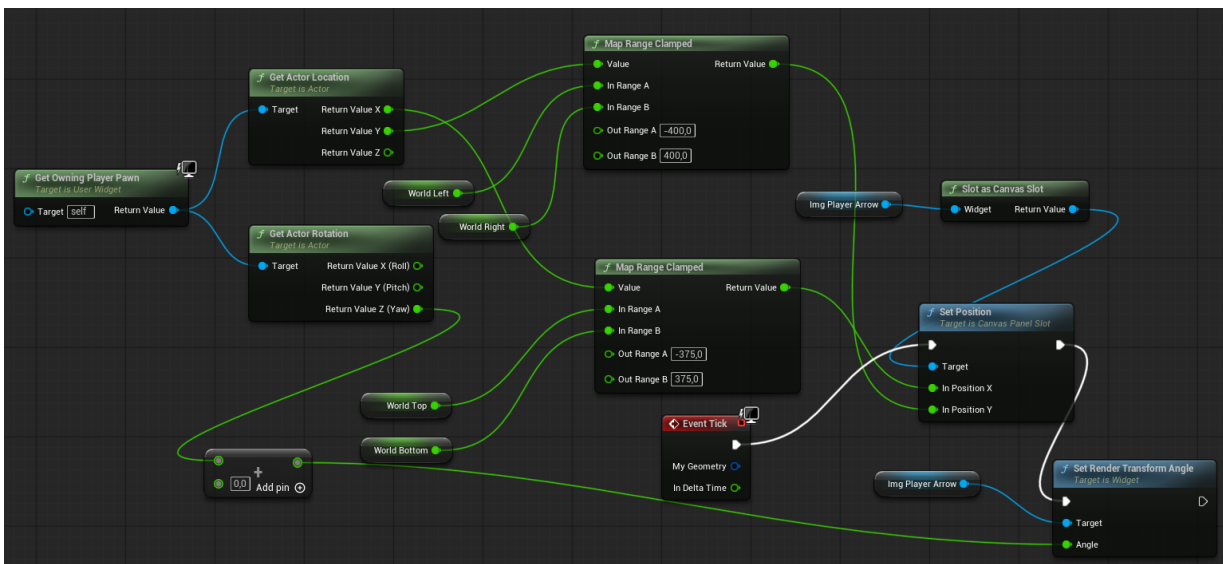 Get Owning Player Pawn
Target is User Widget
Target self Return Value
Get Actor Location
Target is Actor
Target Return Value X
Return Value Y
Return Value Z
Get Actor Rotation
Target is Actor
Target Return Value X (Roll)
Return Value Y (Pitch)
Return Value Z (Yaw)
World Left
World Right
Map Range Clamped
Value Return Value
In Range A
In Range B
Out Range A -400,0
Out Range B 400,0
Map Range Clamped
Value Return Value
In Range A
In Range B
Out Range A -375,0
Out Range B 375,0
World Top
World Bottom
0,0 Add pin
Event Tick
My Geometry
In Delta Time
Img Player Arrow
Slot as Canvas Slot
Widget Return Value
Set Position
Target is Canvas Panel Slot
Target
In Position X
In Position Y
Img Player Arrow
Set Render Transform Angle
Target is Widget
Target
Angle